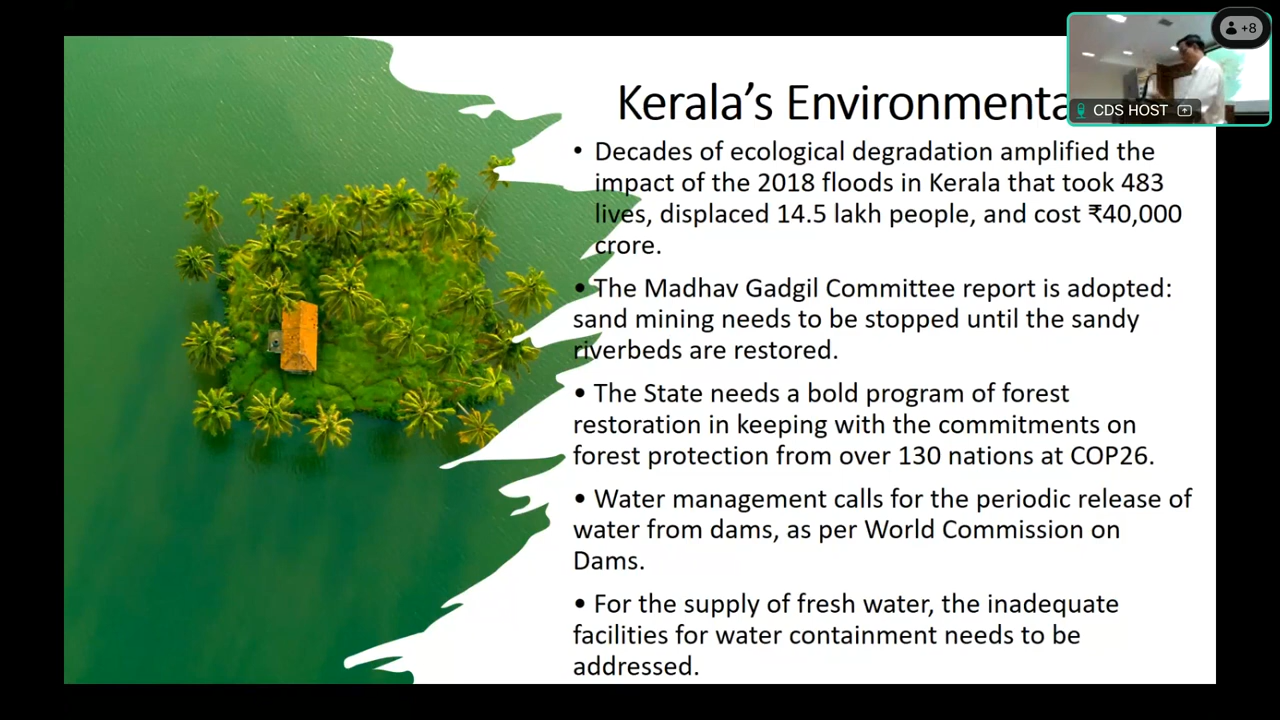 Kerala’s Environmenta
+8
CDS HOST
• Decades of ecological degradation amplified the
impact of the 2018 floods in Kerala that took 483
lives, displaced 14.5 lakh people, and cost ₹40,000
crore.
• The Madhav Gadgil Committee report is adopted:
sand mining needs to be stopped until the sandy
riverbeds are restored.
• The State needs a bold program of forest
restoration in keeping with the commitments on
forest protection from over 130 nations at COP26.
• Water management calls for the periodic release of
water from dams, as per World Commission on
Dams.
• For the supply of fresh water, the inadequate
facilities for water containment needs to be
addressed.